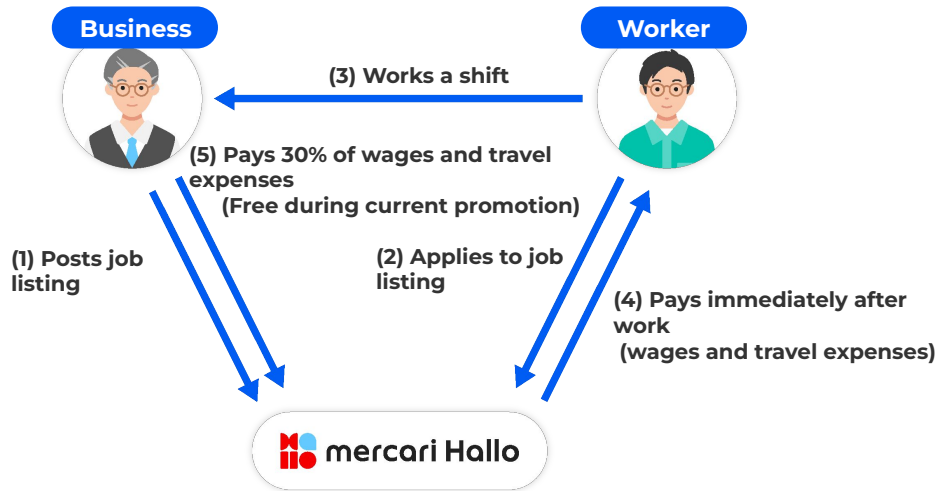 Business
Worker
(3) Works a shift
(5) Pays 30% of wages and travel
expenses
(Free during current promotion)
(1) Posts job
listing
(2) Applies to job
listing
(4) Pays immediately after
work
(wages and travel expenses)
mercari Hallo